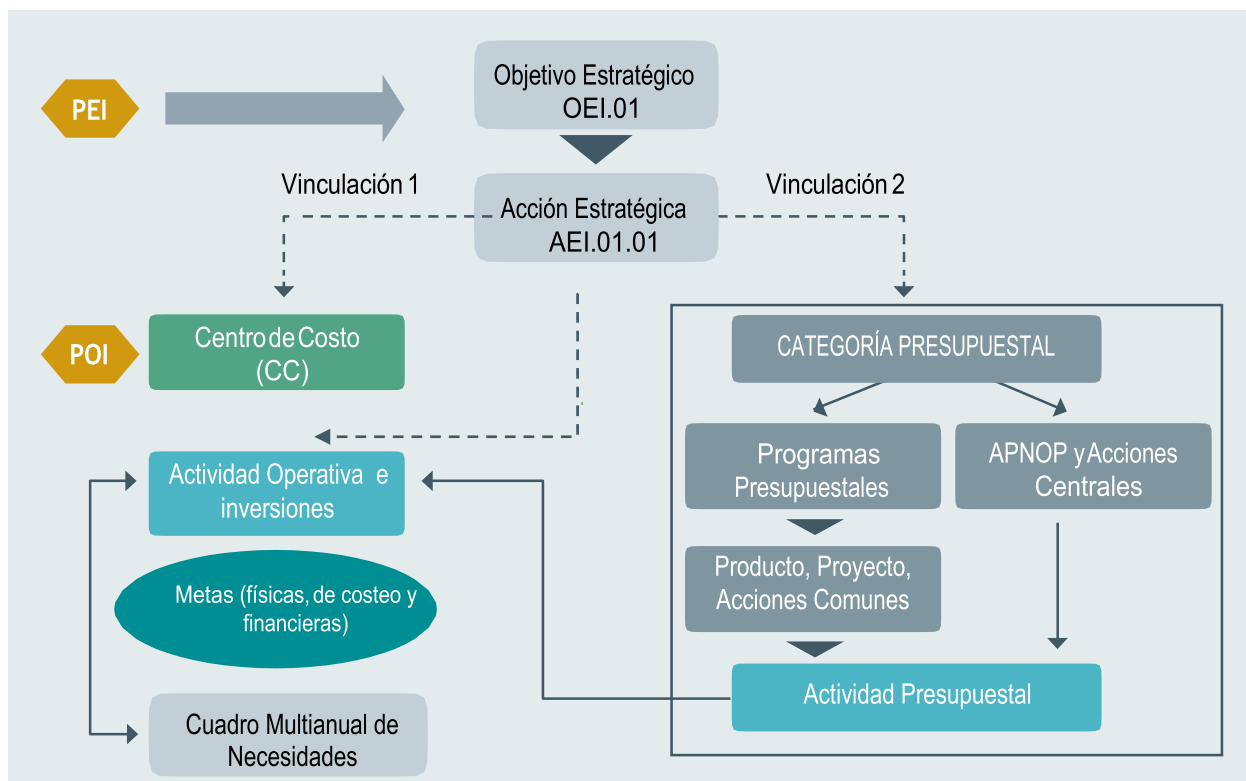 PEI
Objetivo Estratégico
OEI.01
Vinculación 1
Vinculación 2
Acción Estratégica
AEI.01.01
POI
Centro de Costo
(CC)
CATEGORÍA PRESUPUESTAL
Programas
Presupuestales
APNOP y Acciones
Centrales
Actividad Operativa e
inversiones
Producto, Proyecto,
Acciones Comunes
Metas (físicas, de costeo y
financieras)
Actividad Presupuestal
Cuadro Multianual de
Necesidades